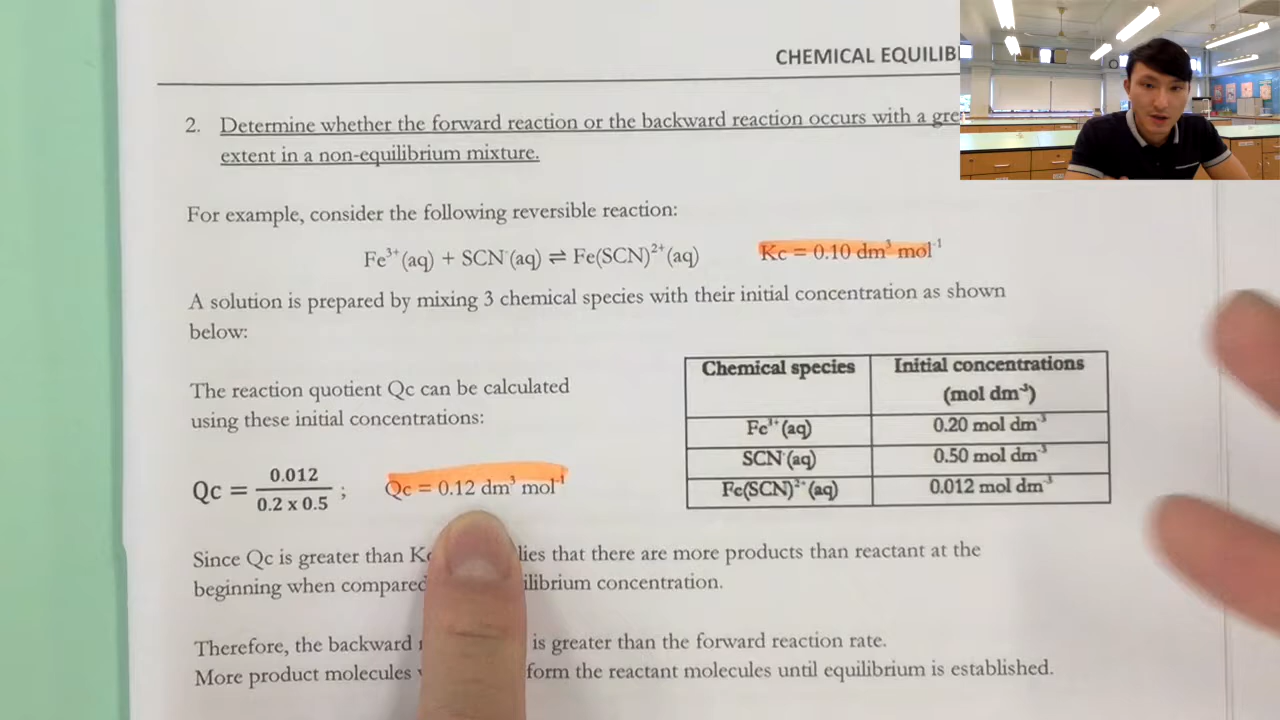 CHEMICAL EQUILIB
2. Determine whether the forward reaction or the backward reaction occurs with a gre
extent in a non-equilibrium mixture.
For example, consider the following reversible reaction:
Fe³⁺(aq) + SCN⁻(aq) ⇌ Fe(SCN)²⁺(aq) Kc = 0.10 dm³ mol⁻¹
A solution is prepared by mixing 3 chemical species with their initial concentration as shown
below:
The reaction quotient Qc can be calculated
using these initial concentrations:
Qc = 0.012 / 0.2 x 0.5 ; Qc = 0.12 dm³ mol⁻¹
Chemical species Initial concentrations
(mol dm⁻³)
Fe³⁺(aq) 0.20 mol dm⁻³
SCN⁻(aq) 0.50 mol dm⁻³
Fe(SCN)²⁺(aq) 0.012 mol dm⁻³
Since Qc is greater than Kc lies that there are more products than reactant at the
beginning when compared ilibrium concentration.
Therefore, the backward is greater than the forward reaction rate.
More product molecules form the reactant molecules until equilibrium is established.